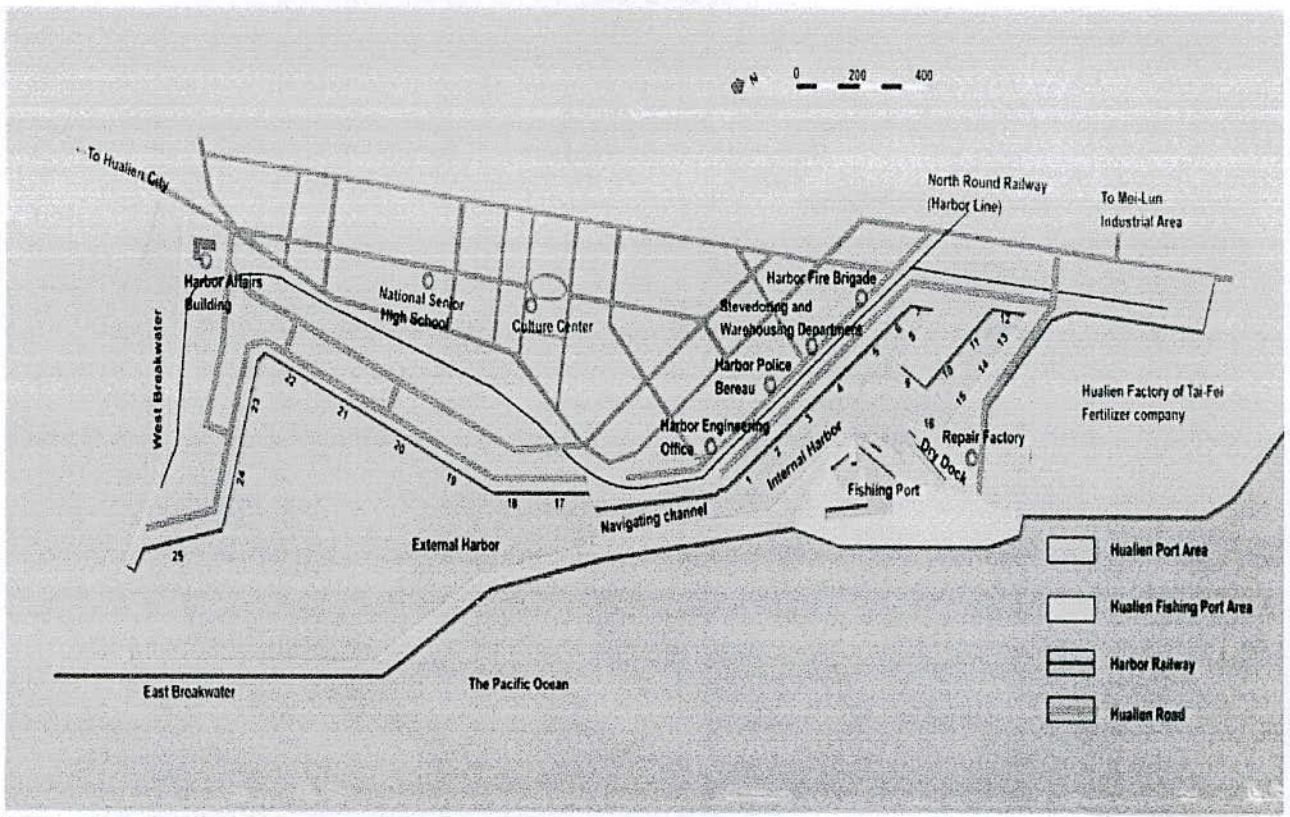 N
0 200 400
To Hualien City
North Round Railway
(Harbor Line)
To Mei-Lun
Industrial Area
Harbor Affairs
Building
National Senior
High School
Culture Center
Harbor Fire Brigade
Stevedoring and
Warehousing Department
Harbor Police
Bereau
Harbor Engineering
Office
West Breakwater
Internal Harbor
Hualien Factory of Tai-Fei
Fertilizer company
Repair Factory
Dry Dock
Fishiing Port
Navigating channel
External Harbor
East Breakwater
The Pacific Ocean
1
2
3
4
5
6
7
8
9
10
11
12
13
14
15
16
17
18
19
20
21
22
23
24
25
Hualien Port Area
Hualien Fishing Port Area
Harbor Railway
Hualien Road